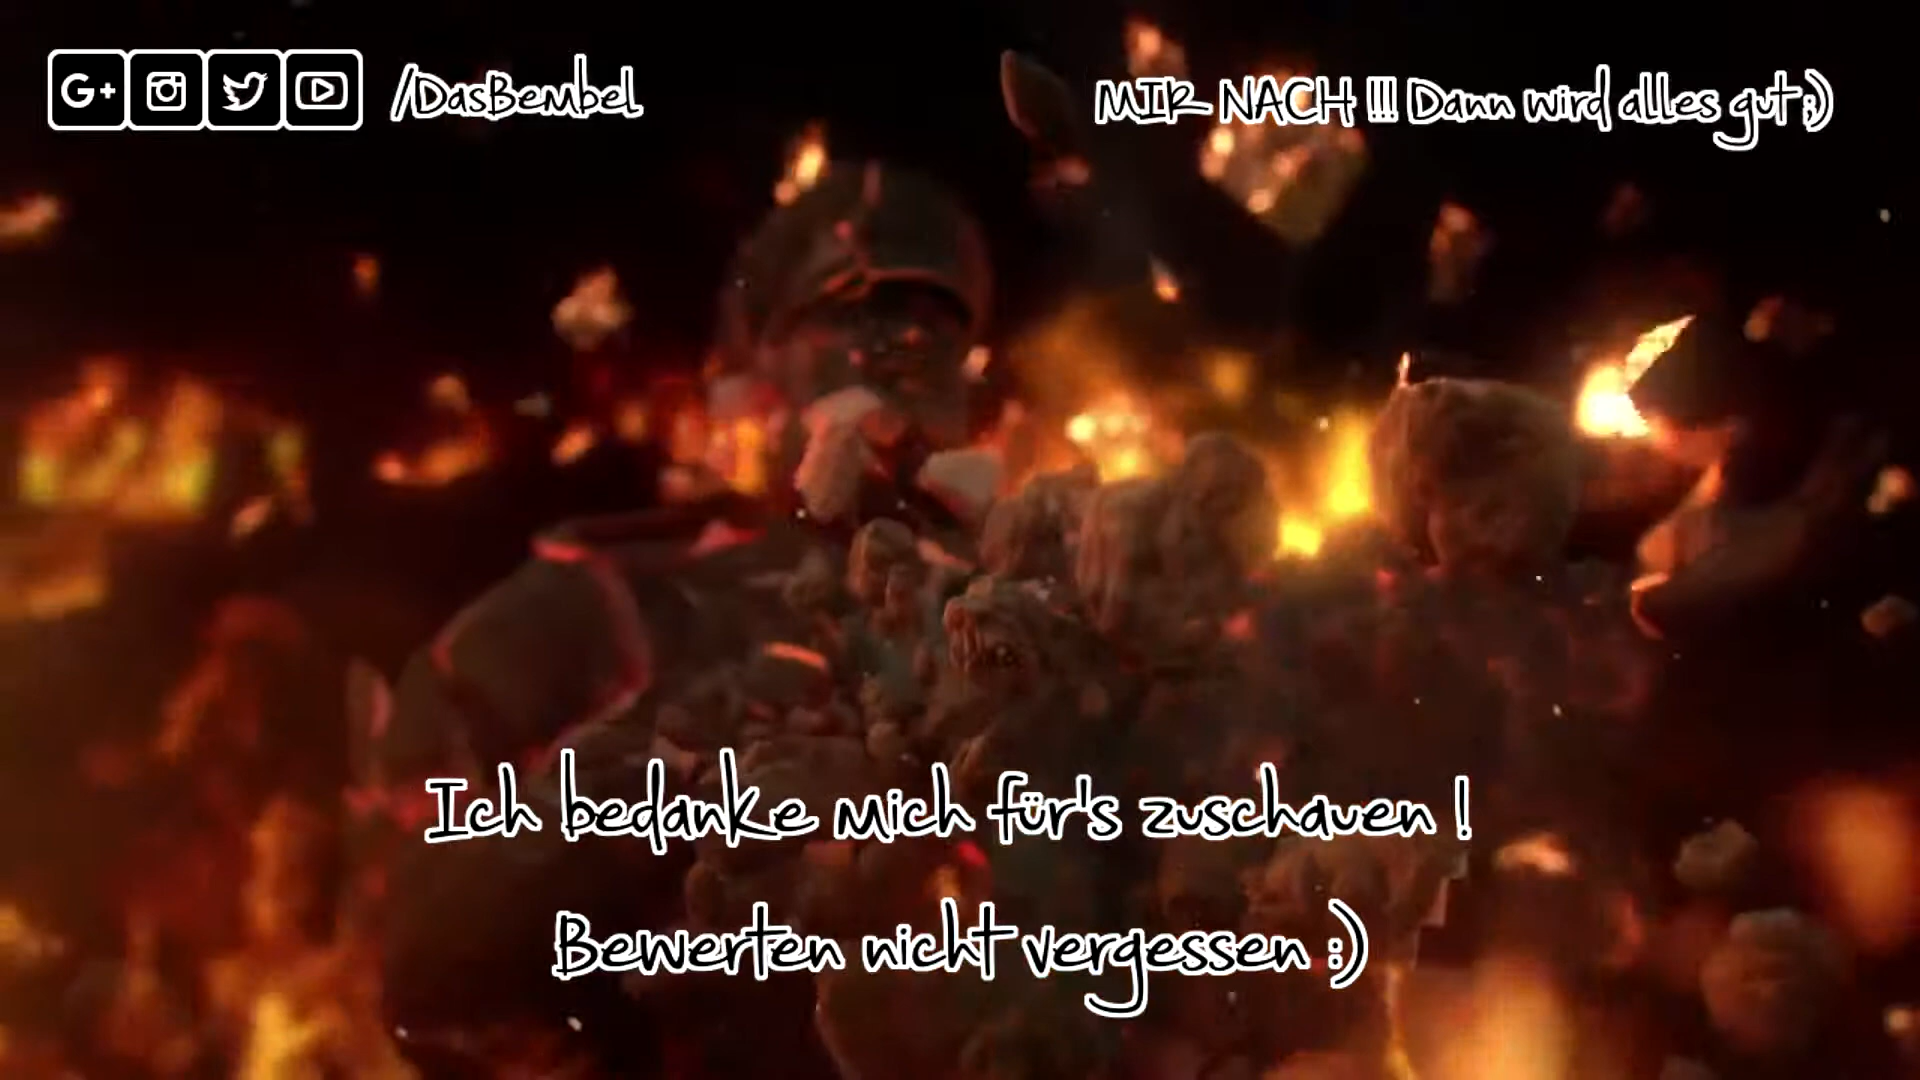 G+ /DasBembel
MIR NACH !!! Dann wird alles gut ;)
Ich bedanke mich für's zuschauen !
Bewerten nicht vergessen :)